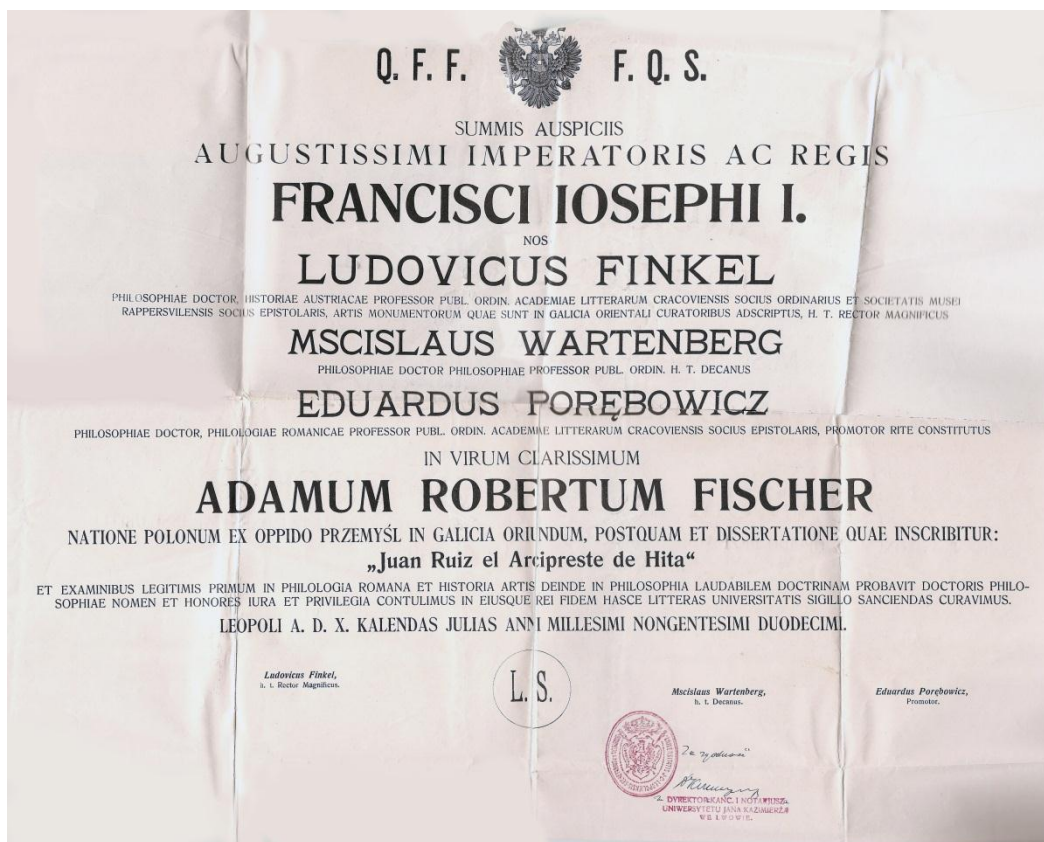 Q. F. F. F. Q. S.
SUMMIS AUSPICIIS
AUGUSTISSIMI IMPERATORIS AC REGIS
FRANCISCI IOSEPHI I.
NOS
LUDOVICUS FINKEL
PHILOSOPHIAE DOCTOR, HISTORIAE AUSTRIACAE PROFESSOR PUBL. ORDIN. ACADEMIAE LITTERARUM CRACOVIENSIS SOCIUS ORDINARIUS ET SOCIETATIS MUSEI
RAPPERSVILENSIS SOCIUS EPISTOLARIS, ARTIS MONUMENTORUM QUAE SUNT IN GALICIA ORIENTALI CURATORIBUS ADSCRIPTUS, H. T. RECTOR MAGNIFICUS
MSCISLAUS WARTENBERG
PHILOSOPHIAE DOCTOR PHILOSOPHIAE PROFESSOR PUBL. ORDIN. H. T. DECANUS
EDUARDUS PORĘBOWICZ
PHILOSOPHIAE DOCTOR, PHILOLOGIAE ROMANICAE PROFESSOR PUBL. ORDIN. ACADEMIAE LITTERARUM CRACOVIENSIS SOCIUS EPISTOLARIS, PROMOTOR RITE CONSTITUTUS
IN VIRUM CLARISSIMUM
ADAMUM ROBERTUM FISCHER
NATIONE POLONUM EX OPPIDO PRZEMYŚL IN GALICIA ORIUNDUM, POSTQUAM ET DISSERTATIONE QUAE INSCRIBITUR:
„Juan Ruiz el Arcipreste de Hita“
ET EXAMINIBUS LEGITIMIS PRIMUM IN PHILOLOGIA ROMANA ET HISTORIA ARTIS DEINDE IN PHILOSOPHIA LAUDABILEM DOCTRINAM PROBAVIT DOCTORIS PHILO-
SOPHIAE NOMEN ET HONORES IURA ET PRIVILEGIA CONTULIMUS IN EIUSQUE REI FIDEM HASCE LITTERAS UNIVERSITATIS SIGILLO SANCIENDAS CURAVIMUS.
LEOPOLI A. D. X. KALENDAS JULIAS ANNI MILLESIMI NONGENTESIMI DUODECIMI.
Ludovicus Finkel,
h. t. Rector Magnificus.
L. S.
Mscislaus Wartenberg,
h. t. Decanus.
Eduardus Porębowicz,
Promotor.
Za zgodność
DYREKTOR KANC. I NOTARJUSZ
UNIWERSYTETU JANA KAZIMIERZA
WE LWOWIE.